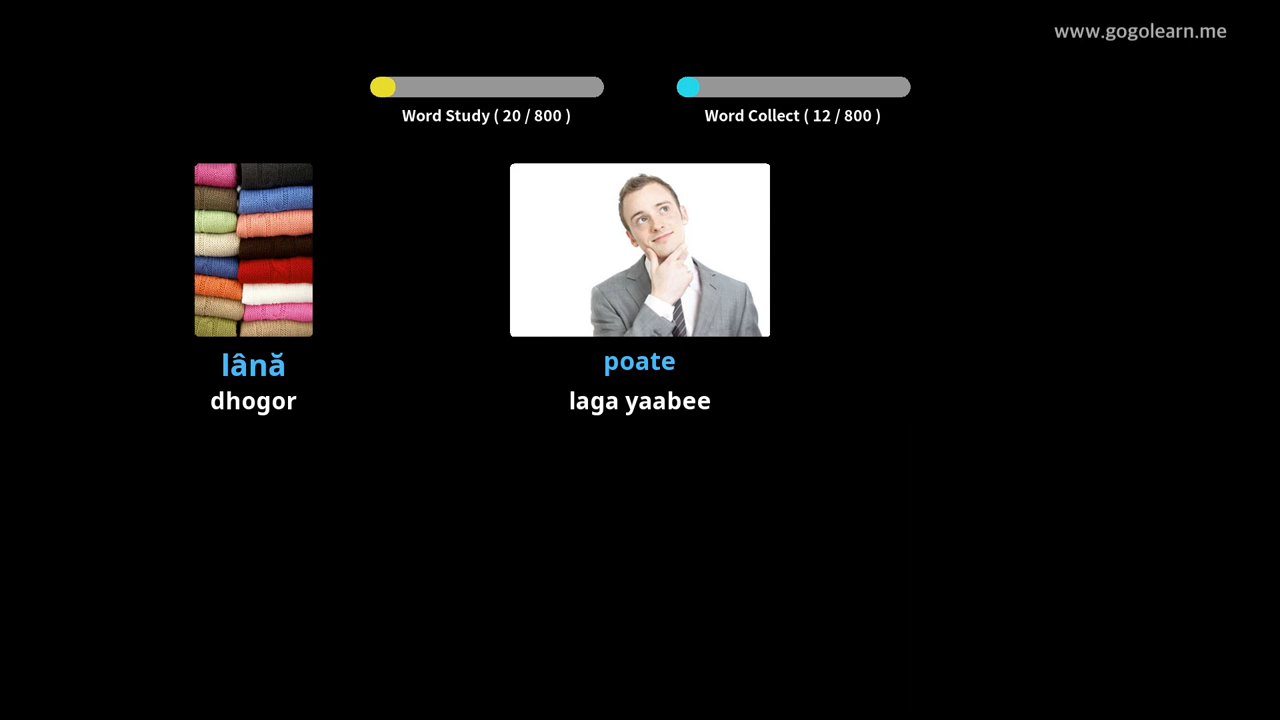 www.gogolearn.me
Word Study ( 20 / 800 )
Word Collect ( 12 / 800 )
lână
dhogor
poate
laga yaabee